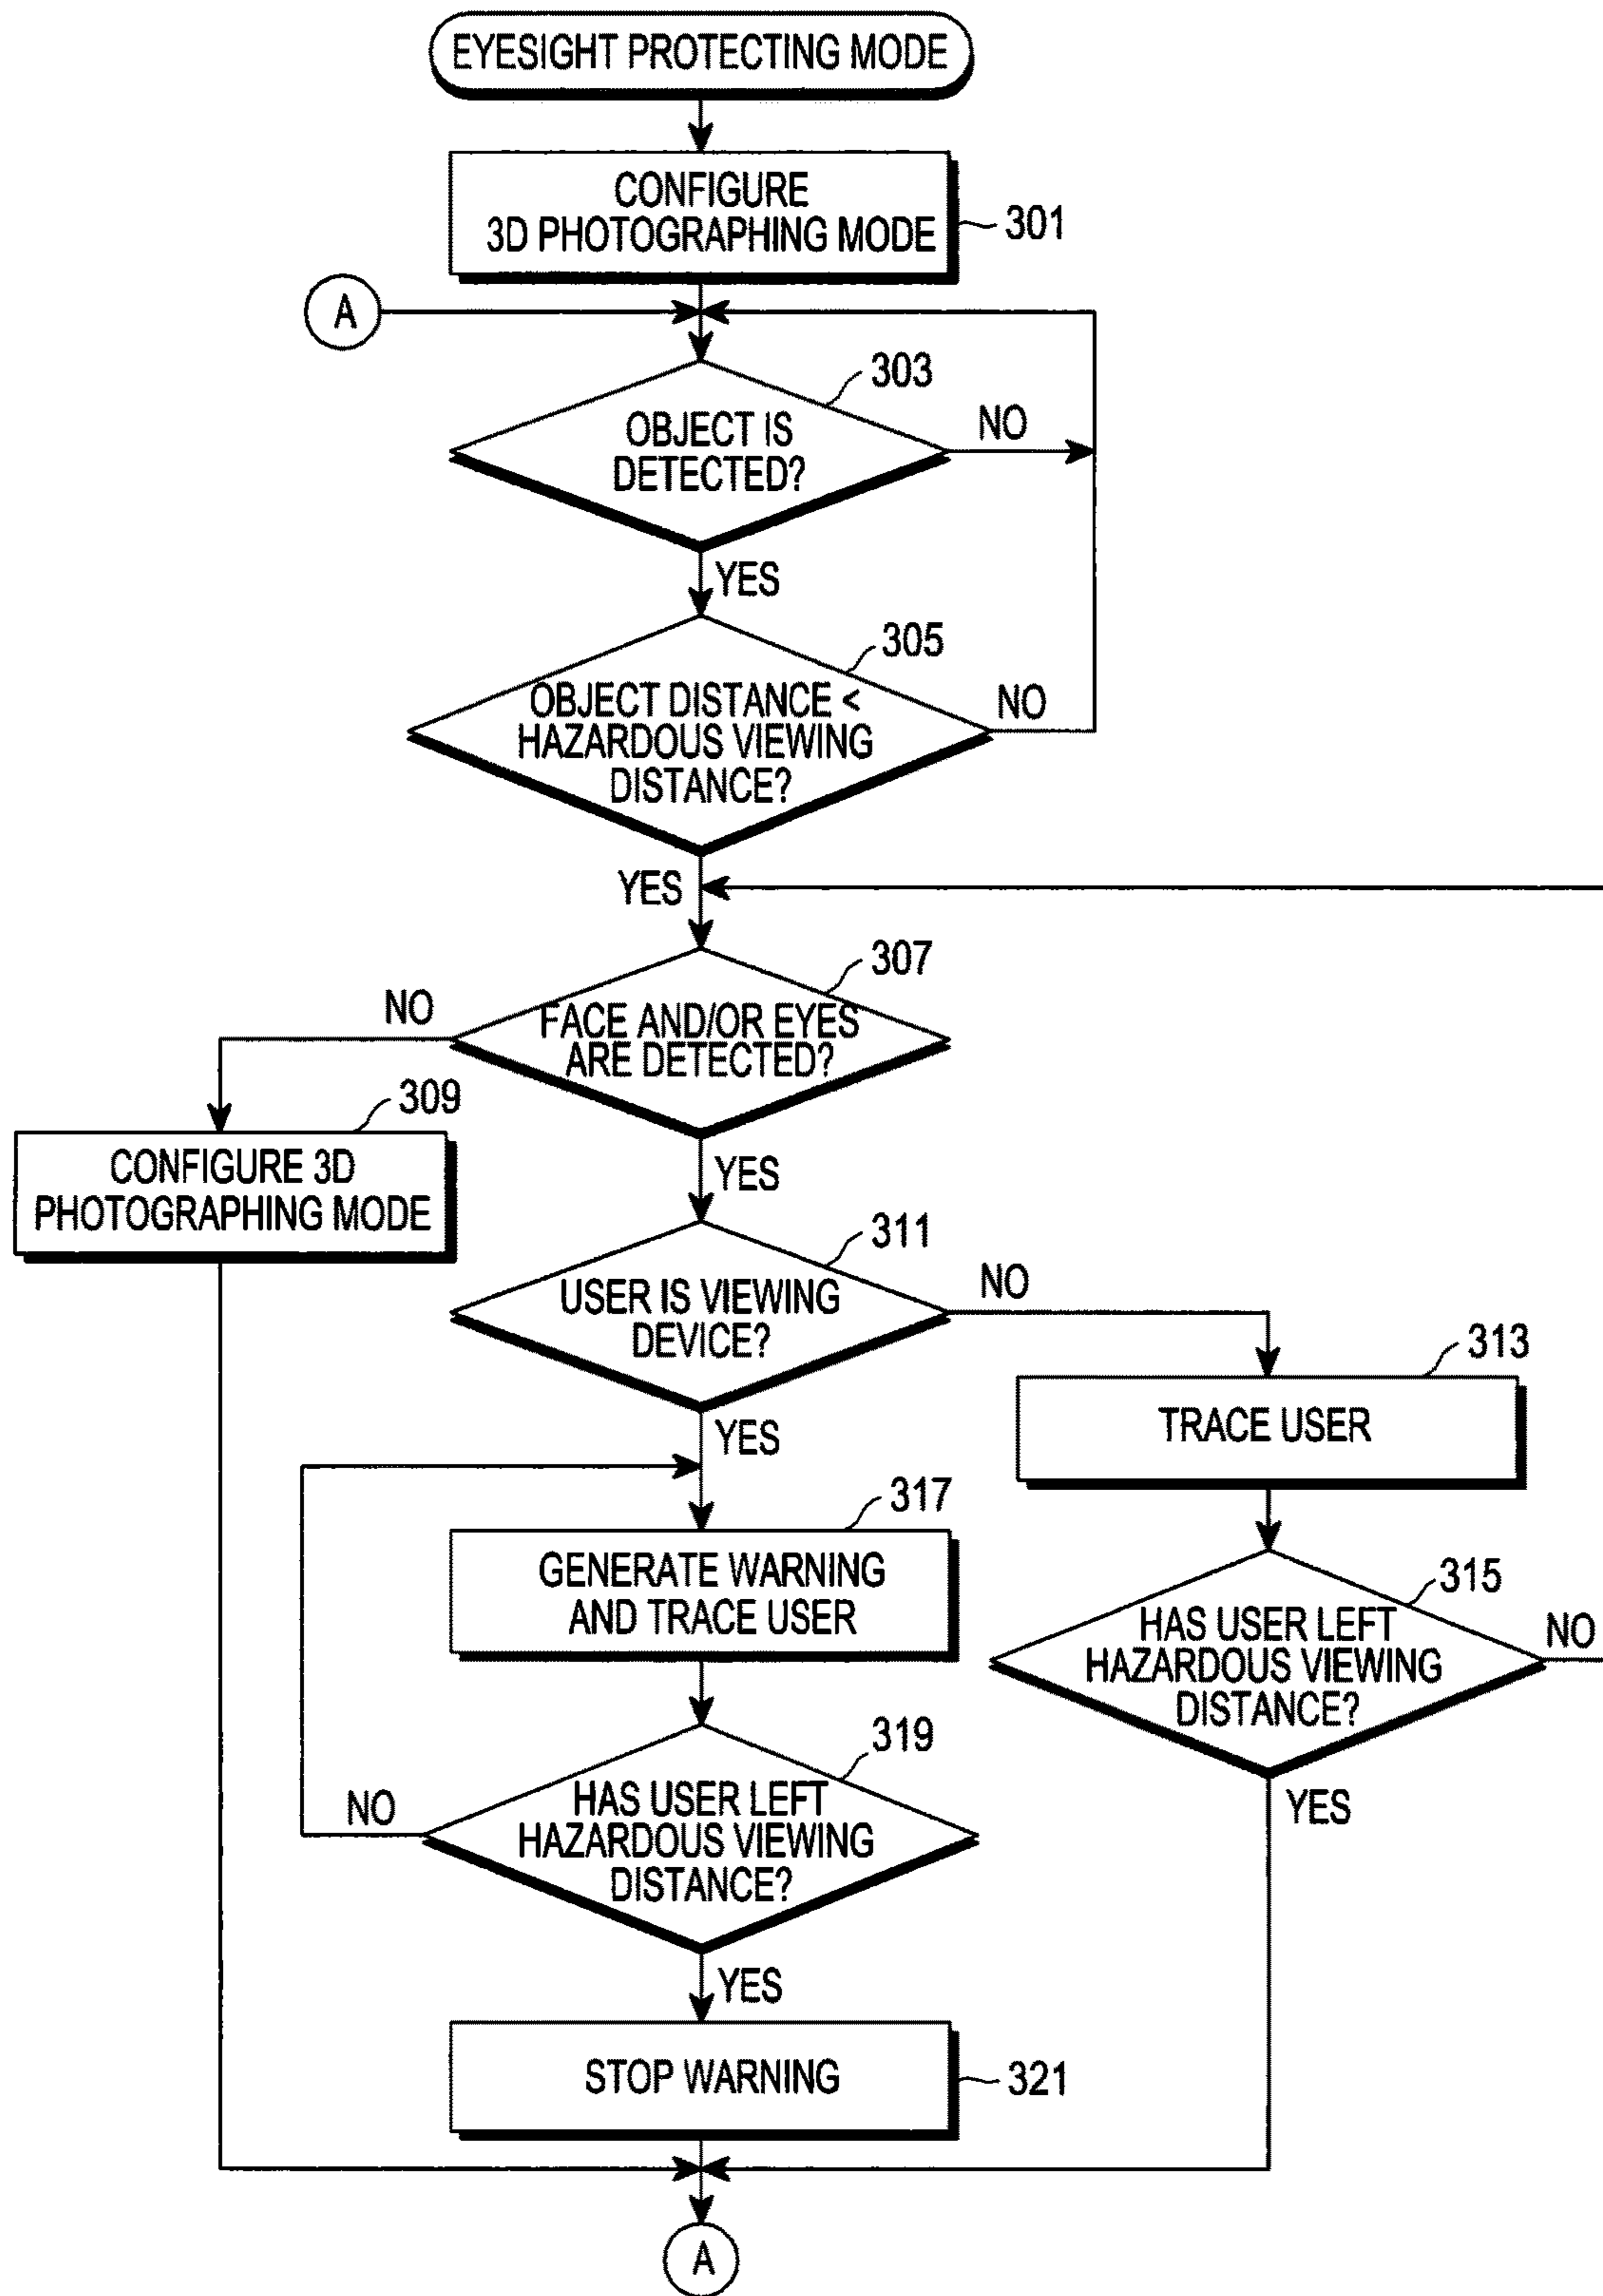 EYESIGHT PROTECTING MODE
CONFIGURE
3D PHOTOGRAPHING MODE
301
A
303
OBJECT IS
DETECTED?
NO
YES
305
OBJECT DISTANCE <
HAZARDOUS VIEWING
DISTANCE?
NO
YES
307
FACE AND/OR EYES
ARE DETECTED?
NO
309
CONFIGURE 3D
PHOTOGRAPHING MODE
YES
311
USER IS VIEWING
DEVICE?
NO
313
TRACE USER
YES
317
GENERATE WARNING
AND TRACE USER
315
HAS USER LEFT
HAZARDOUS VIEWING
DISTANCE?
NO
YES
319
HAS USER LEFT
HAZARDOUS VIEWING
DISTANCE?
NO
YES
STOP WARNING
321
A